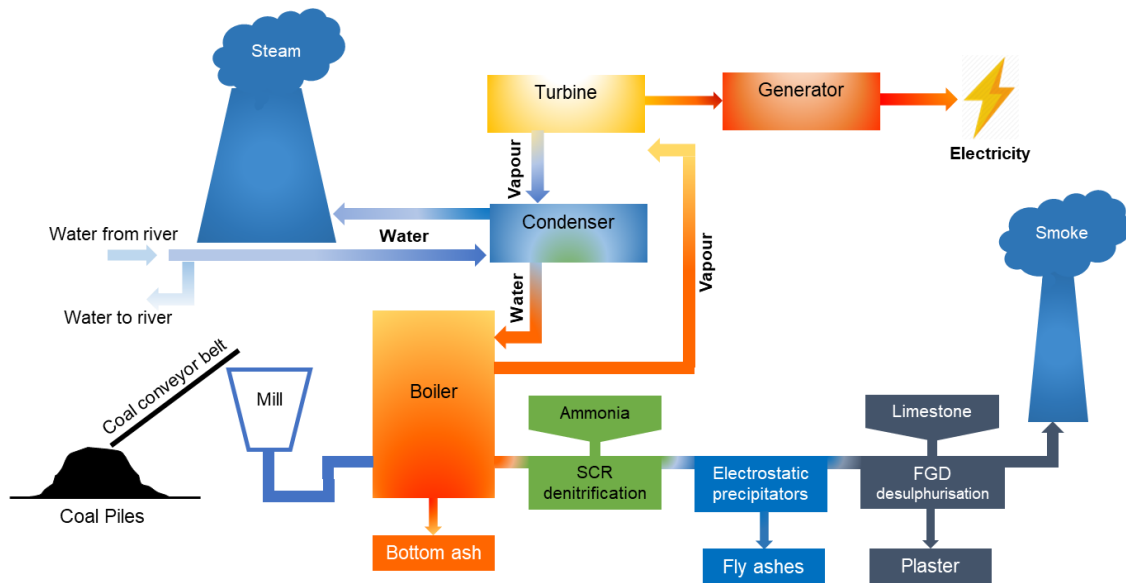 Steam
Turbine
Generator
Electricity
Vapour
Condenser
Water from river
Water
Water to river
Water
Vapour
Smoke
Coal conveyor belt
Mill
Boiler
Coal Piles
Ammonia
SCR
denitrification
Electrostatic
precipitators
Limestone
FGD
desulphurisation
Bottom ash
Fly ashes
Plaster